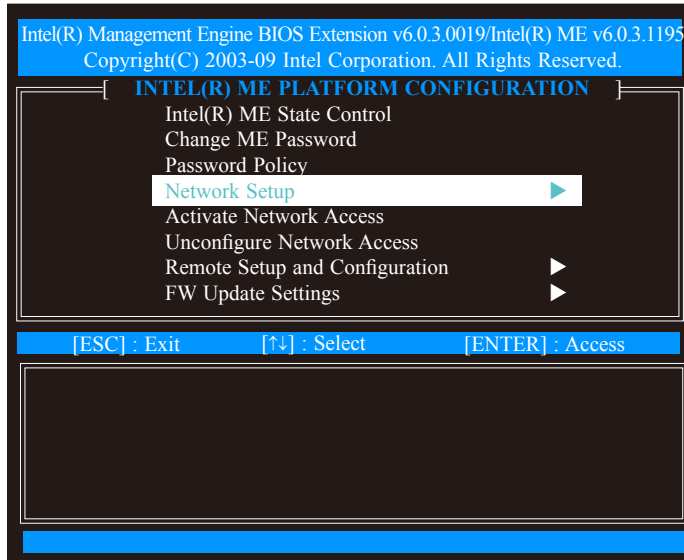 Intel(R) Management Engine BIOS Extension v6.0.3.0019/Intel(R) ME v6.0.3.1195
Copyright(C) 2003-09 Intel Corporation. All Rights Reserved.
[ INTEL(R) ME PLATFORM CONFIGURATION ]
Intel(R) ME State Control
Change ME Password
Password Policy
Network Setup ▶
Activate Network Access
Unconfigure Network Access
Remote Setup and Configuration ▶
FW Update Settings ▶
[ESC] : Exit [↑↓] : Select [ENTER] : Access